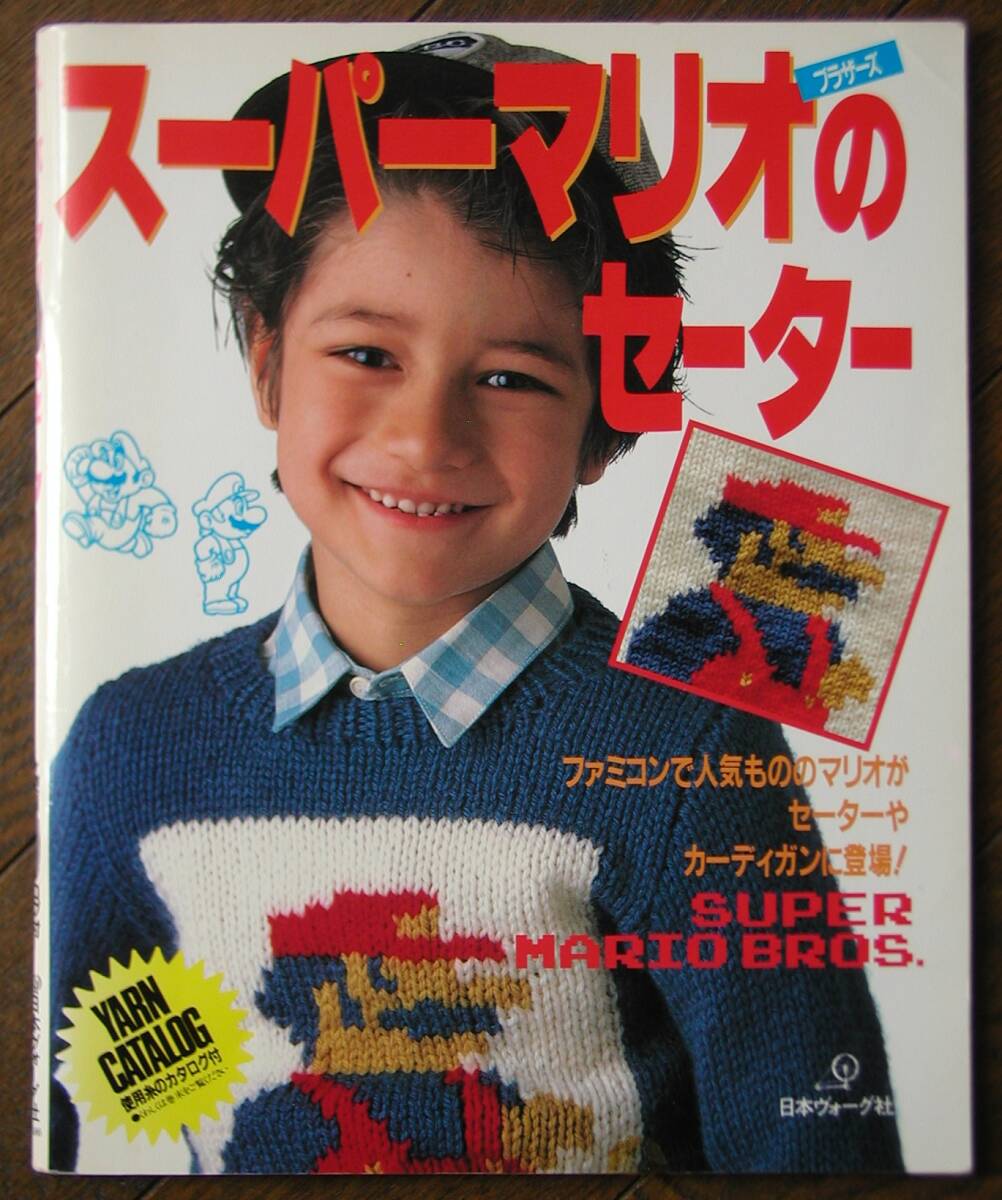 スーパーマリオの
ブラザーズ
セーター
ファミコンで人気もののマリオが
セーターや
カーディガンに登場!
SUPER
MARIO BROS.
YARN
CATALOG
使用糸のカタログ付
日本ヴォーグ社